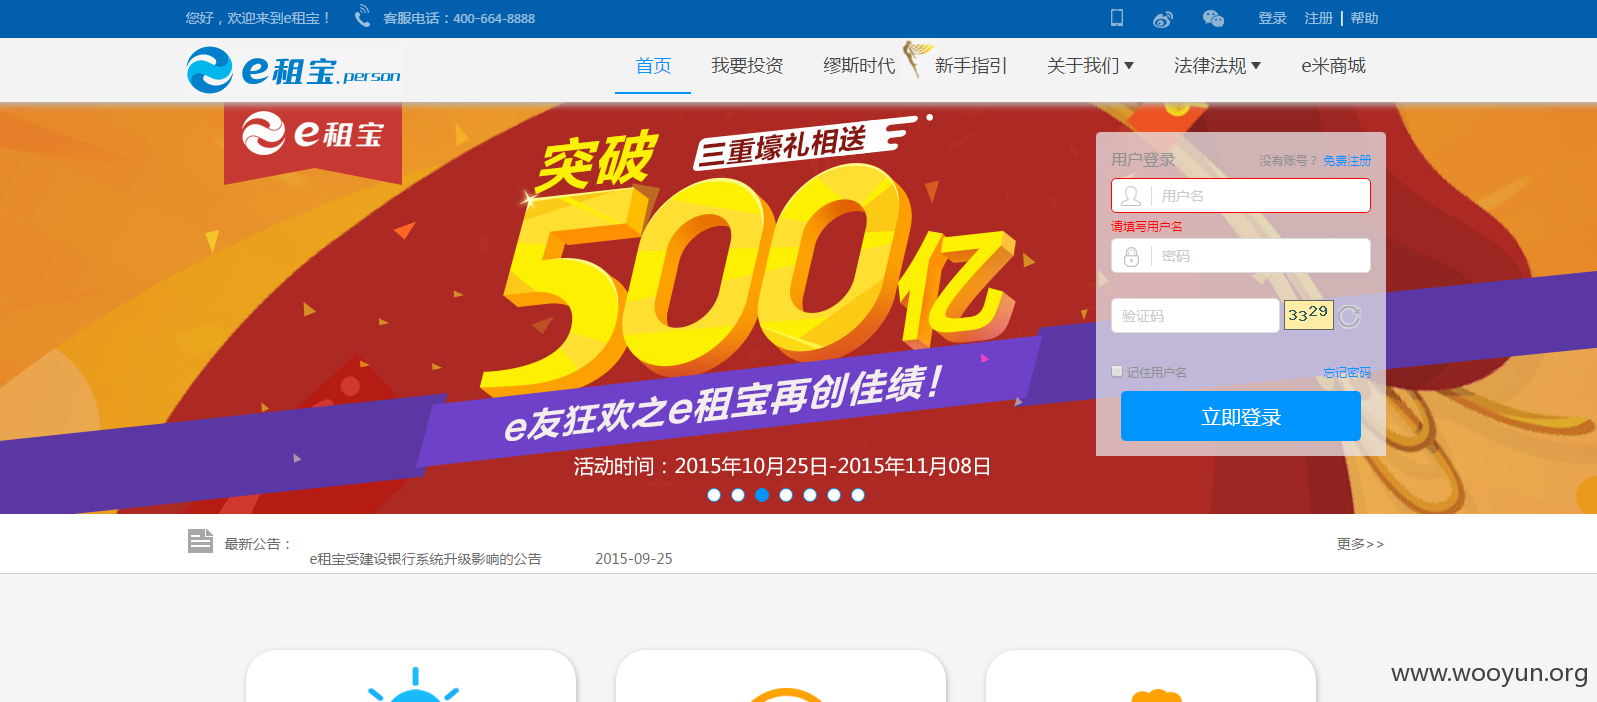 您好，欢迎来到e租宝！ 客服电话：400-664-8888 登录 注册 | 帮助
e租宝.person 首页 我要投资 缪斯时代 新手指引 关于我们▼ 法律法规▼ e米商城
e租宝
突破 三重壕礼相送
500亿
e友狂欢之e租宝再创佳绩！
活动时间：2015年10月25日-2015年11月08日
用户登录 没有账号？ 免费注册
用户名
请填写用户名
密码
验证码 3329
记住用户名 忘记密码
立即登录
最新公告： 更多>>
e租宝受建设银行系统升级影响的公告 2015-09-25
www.wooyun.org